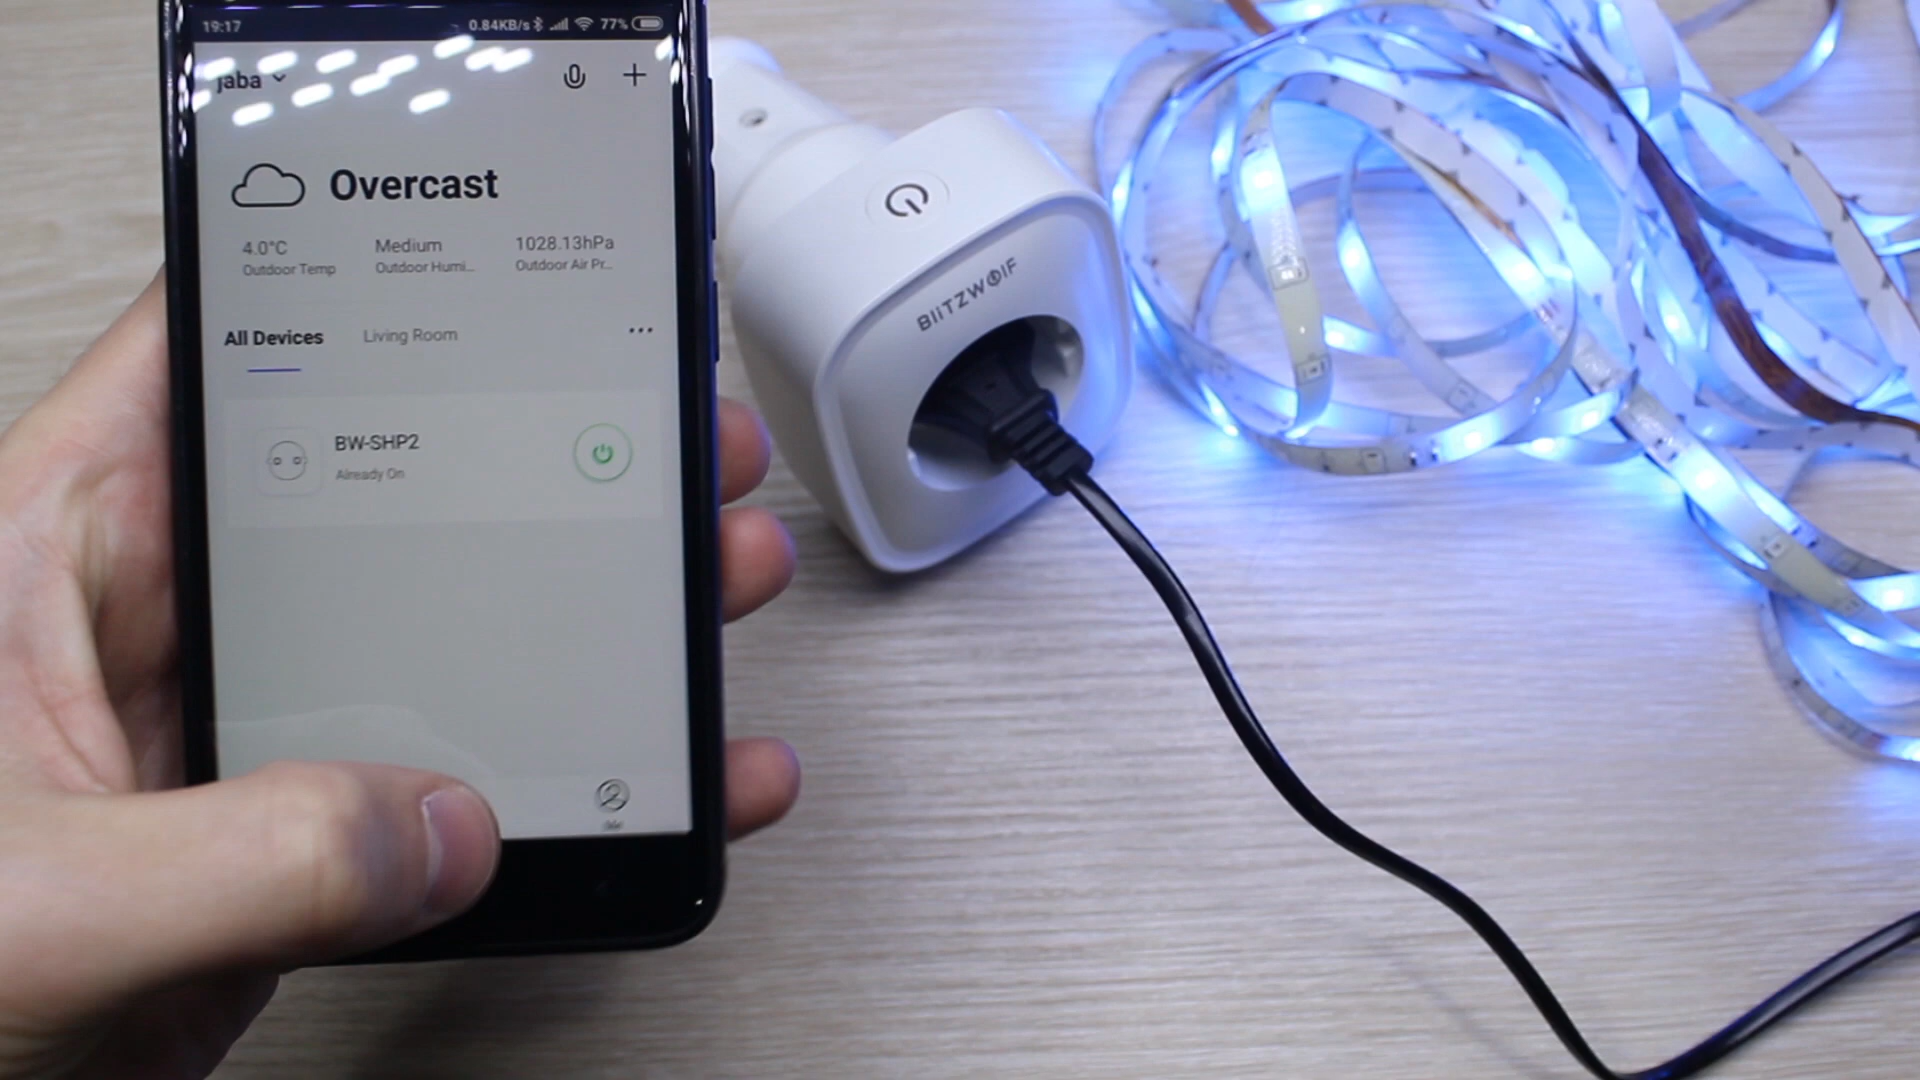 19:17 0.84KB/s 77%
jaba
Overcast
4.0°C Medium 1028.13hPa
Outdoor Temp Outdoor Humi... Outdoor Air Pr...
All Devices Living Room
BW-SHP2
Already On
BlITZWOlF